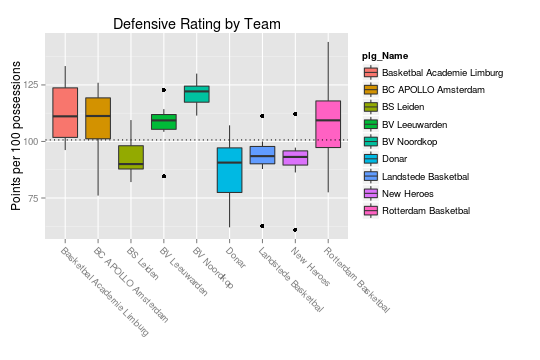 Defensive Rating by Team
Points per 100 possessions
125
100
75
Basketbal Academie Limburg
BC APOLLO Amsterdam
BS Leiden
BV Leeuwarden
BV Noordkop
Donar
Landstede Basketbal
New Heroes
Rotterdam Basketbal
plg_Name
Basketbal Academie Limburg
BC APOLLO Amsterdam
BS Leiden
BV Leeuwarden
BV Noordkop
Donar
Landstede Basketbal
New Heroes
Rotterdam Basketbal